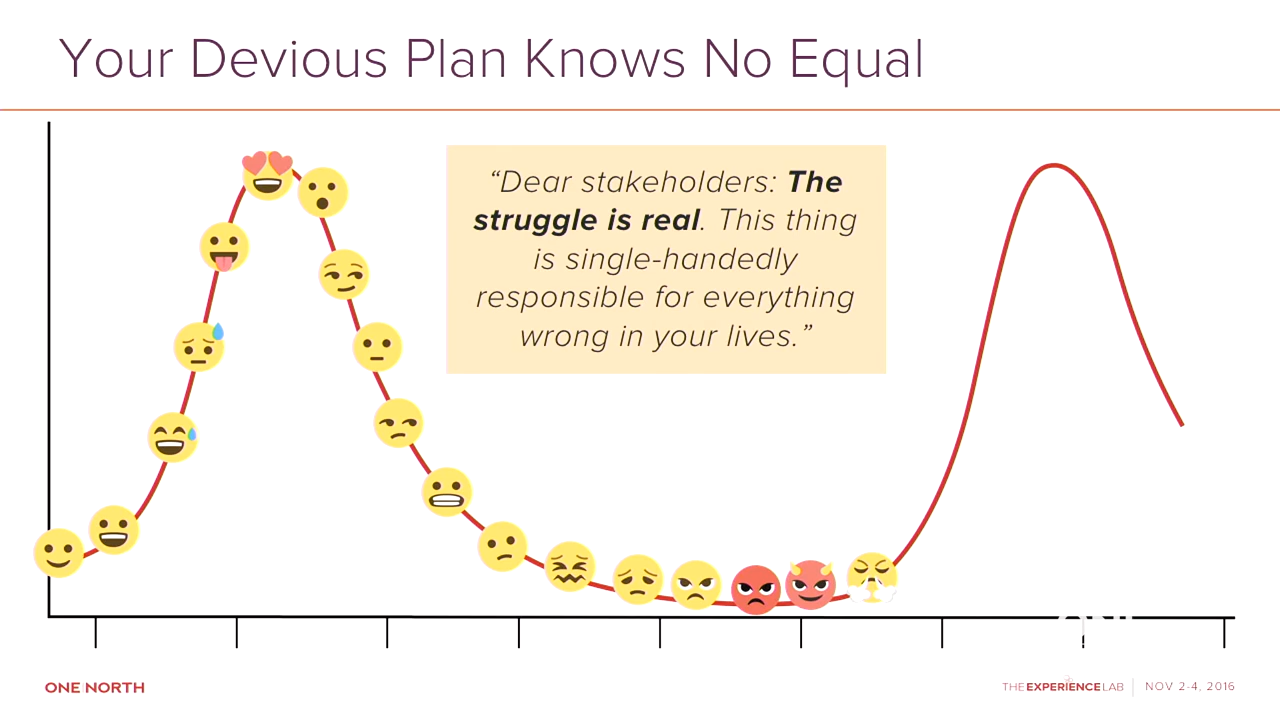 Your Devious Plan Knows No Equal
“Dear stakeholders: The
struggle is real. This thing
is single-handedly
responsible for everything
wrong in your lives.”
ONE NORTH
THE EXPERIENCE LAB | NOV 2-4, 2016